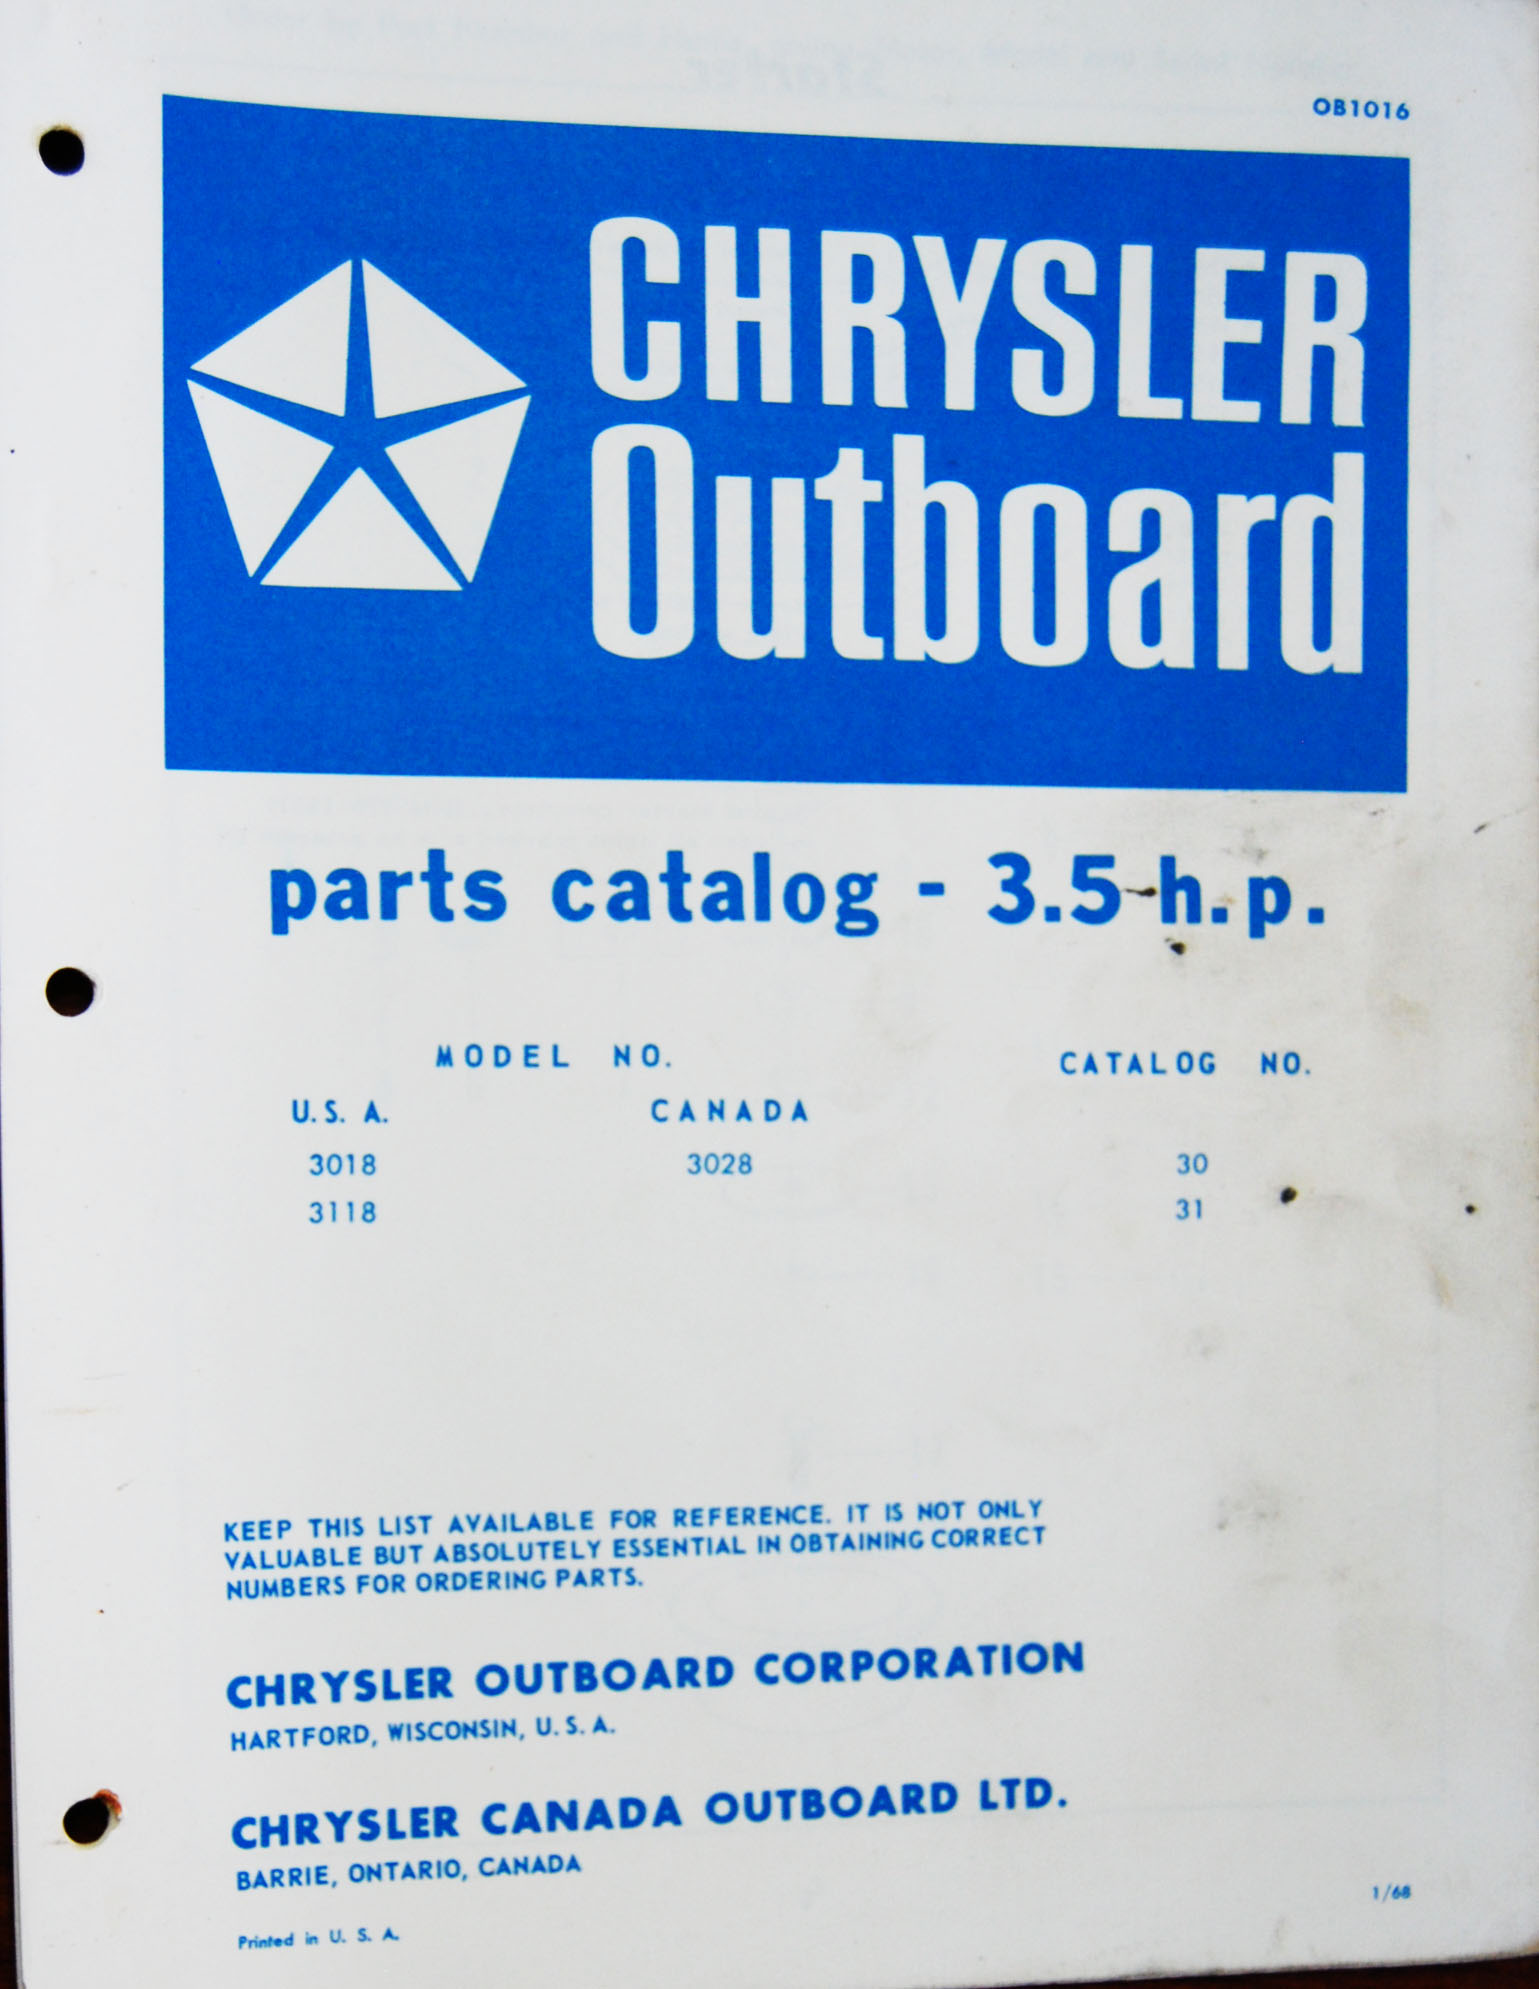 OB1016
CHRYSLER
Outboard
parts catalog - 3.5 h.p.
MODEL NO. CATALOG NO.
U. S. A. CANADA
3018 3028 30
3118 31
KEEP THIS LIST AVAILABLE FOR REFERENCE. IT IS NOT ONLY
VALUABLE BUT ABSOLUTELY ESSENTIAL IN OBTAINING CORRECT
NUMBERS FOR ORDERING PARTS.
CHRYSLER OUTBOARD CORPORATION
HARTFORD, WISCONSIN, U. S. A.
CHRYSLER CANADA OUTBOARD LTD.
BARRIE, ONTARIO, CANADA
1/68
Printed in U. S. A.